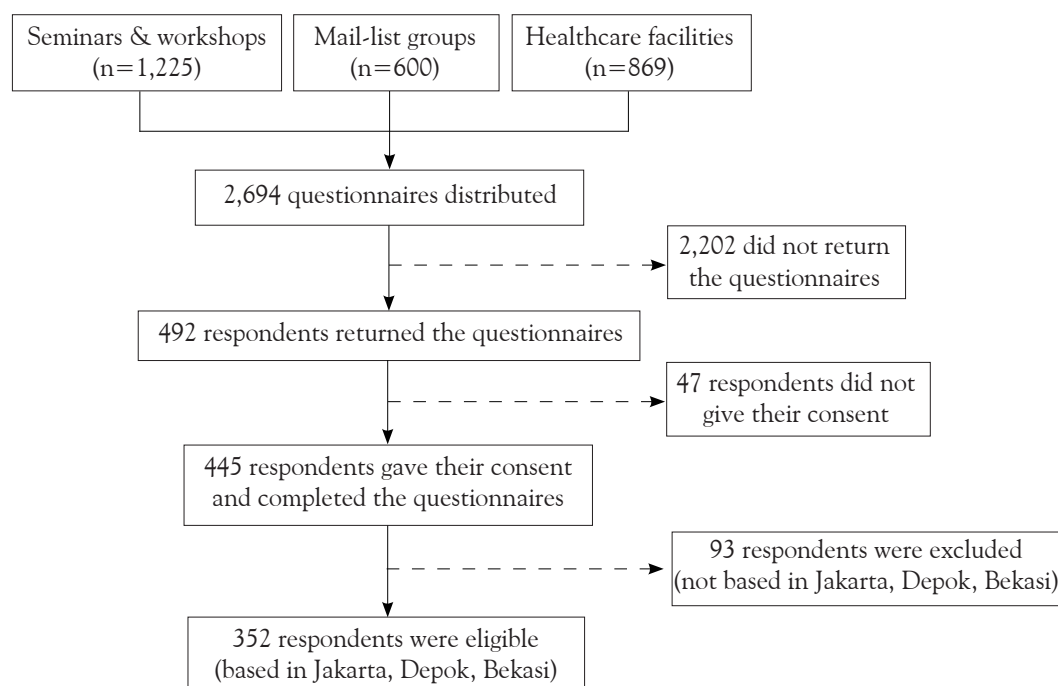 Seminars & workshops
(n=1,225)
Mail-list groups
(n=600)
Healthcare facilities
(n=869)
2,694 questionnaires distributed
2,202 did not return
the questionnaires
492 respondents returned the questionnaires
47 respondents did not
give their consent
445 respondents gave their consent
and completed the questionnaires
93 respondents were excluded
(not based in Jakarta, Depok, Bekasi)
352 respondents were eligible
(based in Jakarta, Depok, Bekasi)